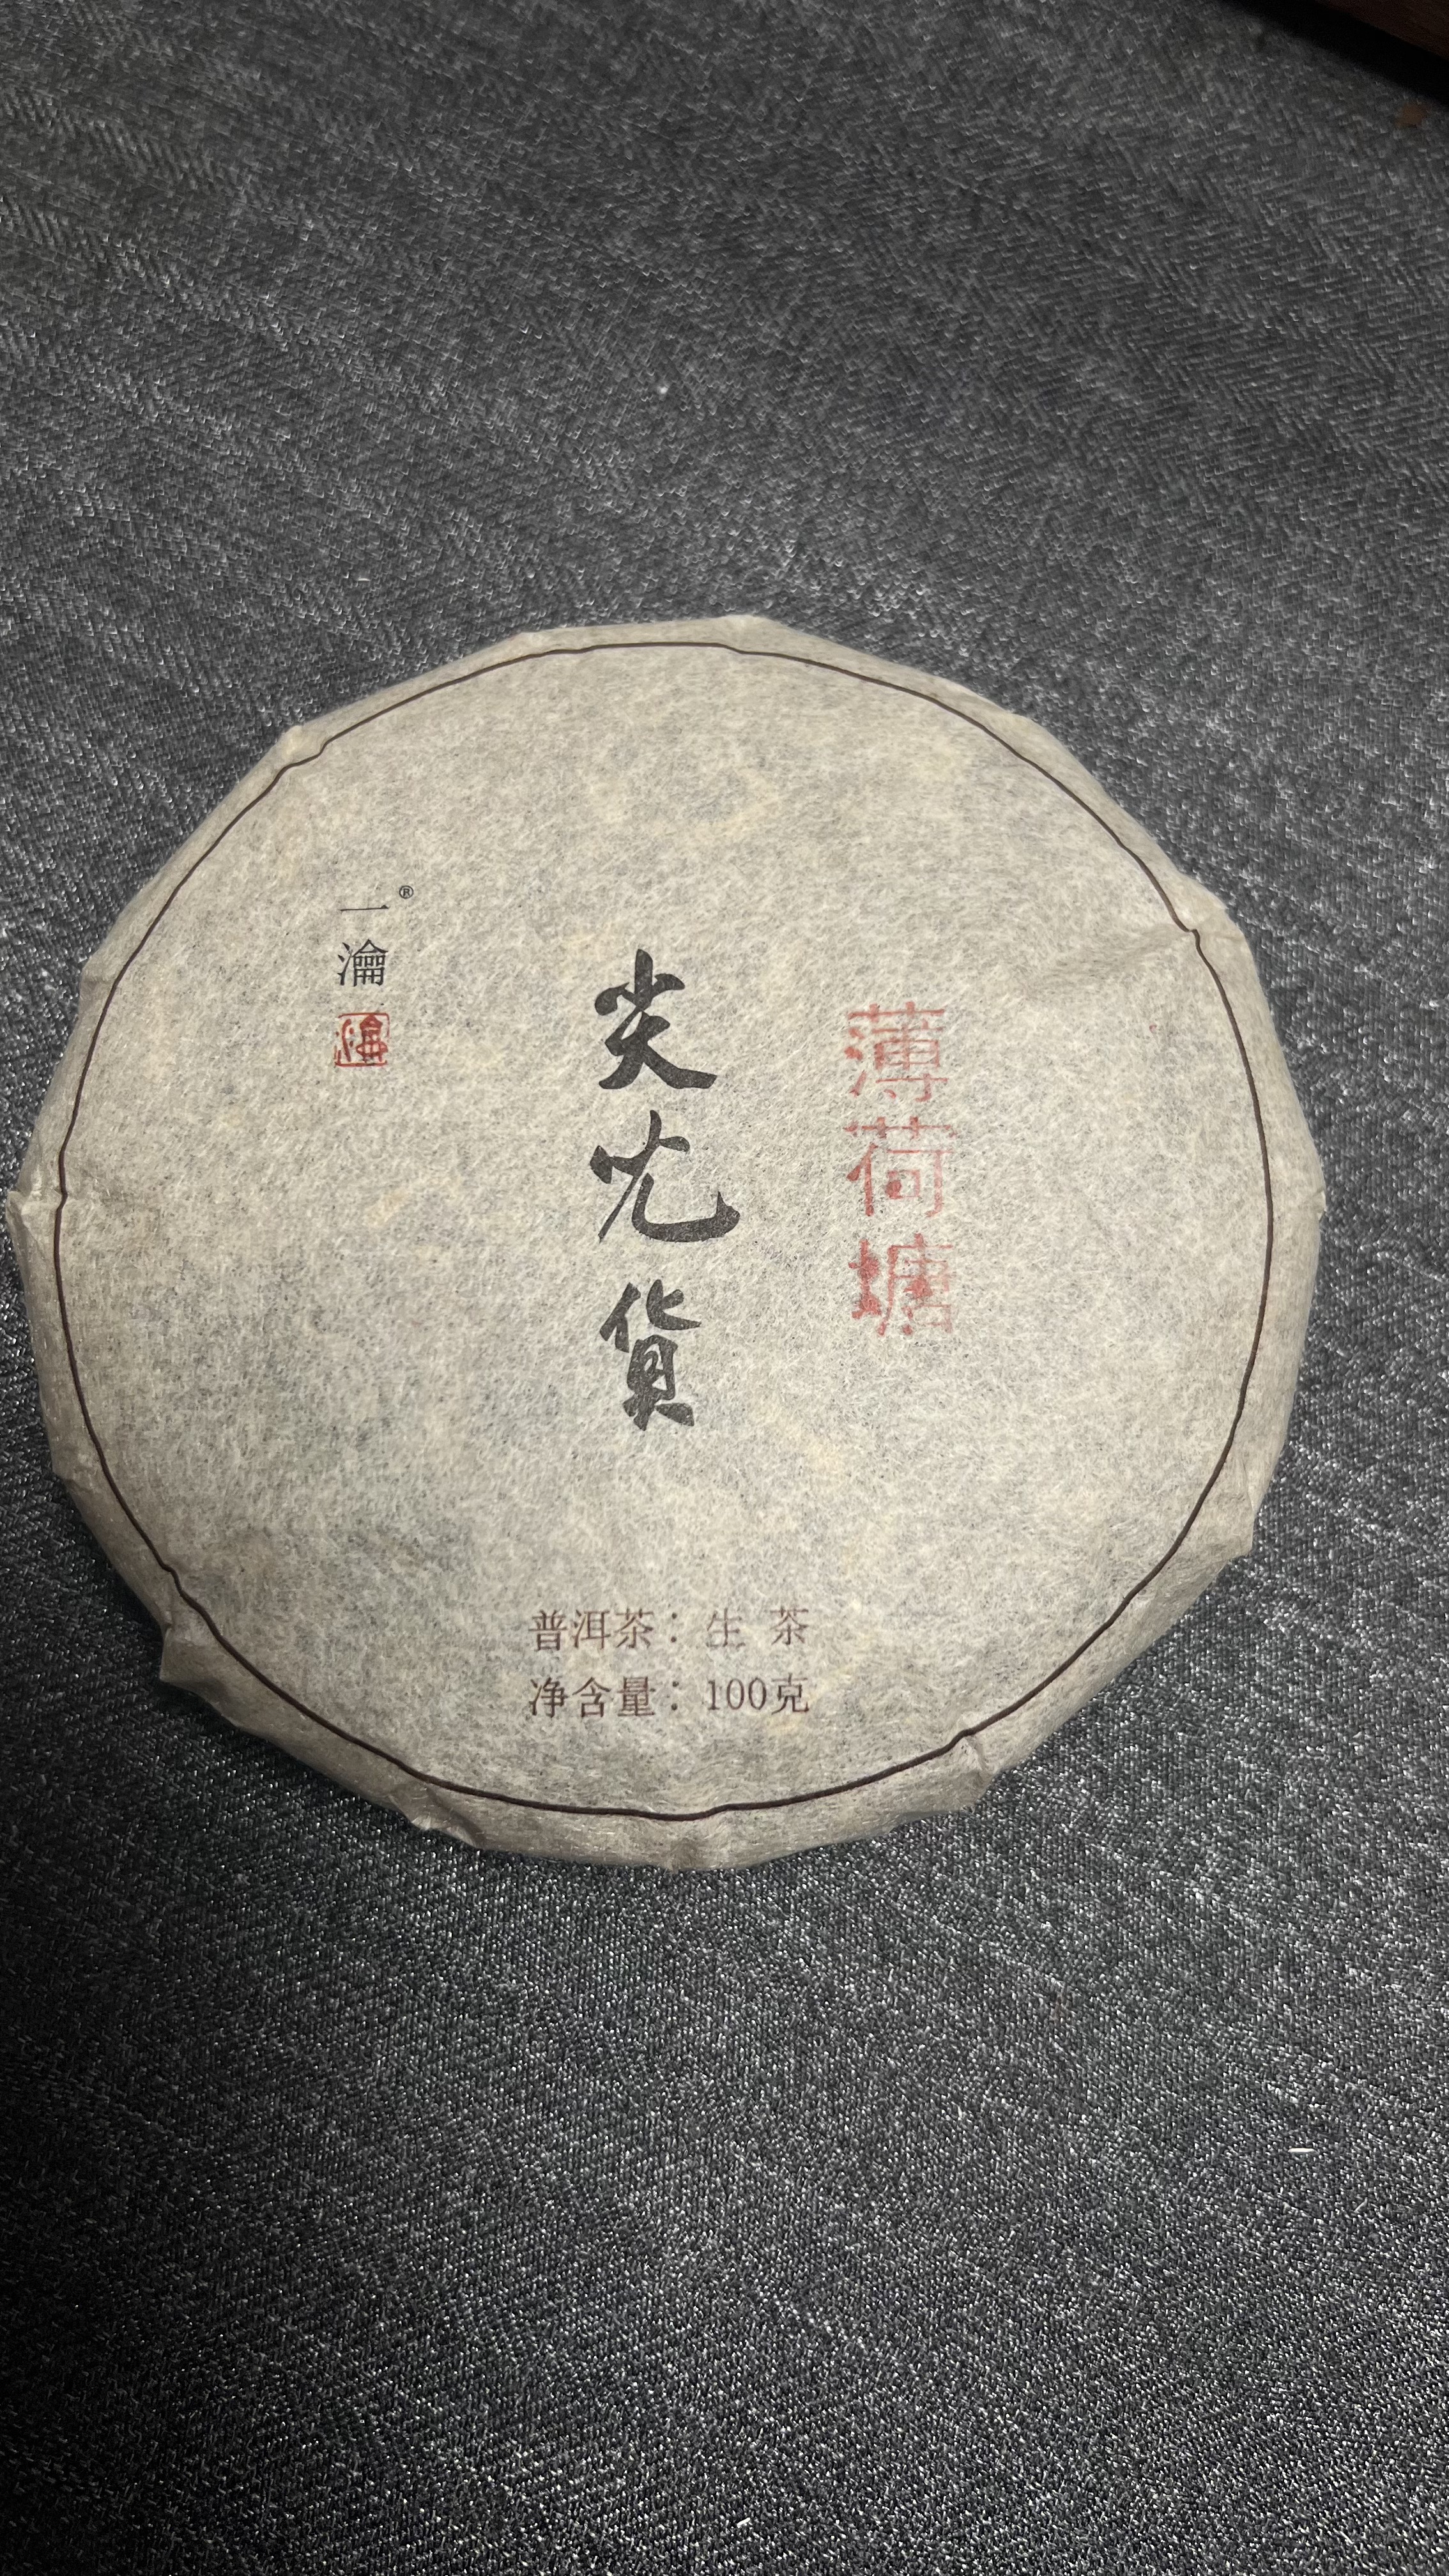 一瀹®
尖尤货
薄荷塘
普洱茶：生 茶
净含量：100克